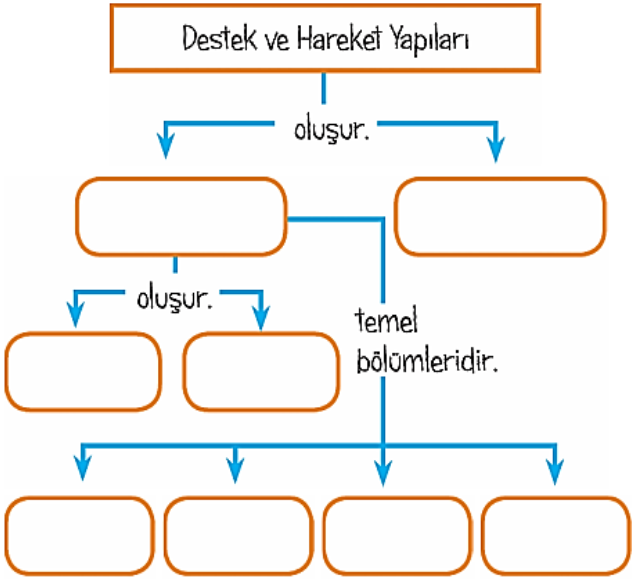 Destek ve Hareket Yapıları
oluşur.
oluşur.
temel
bölümleridir.